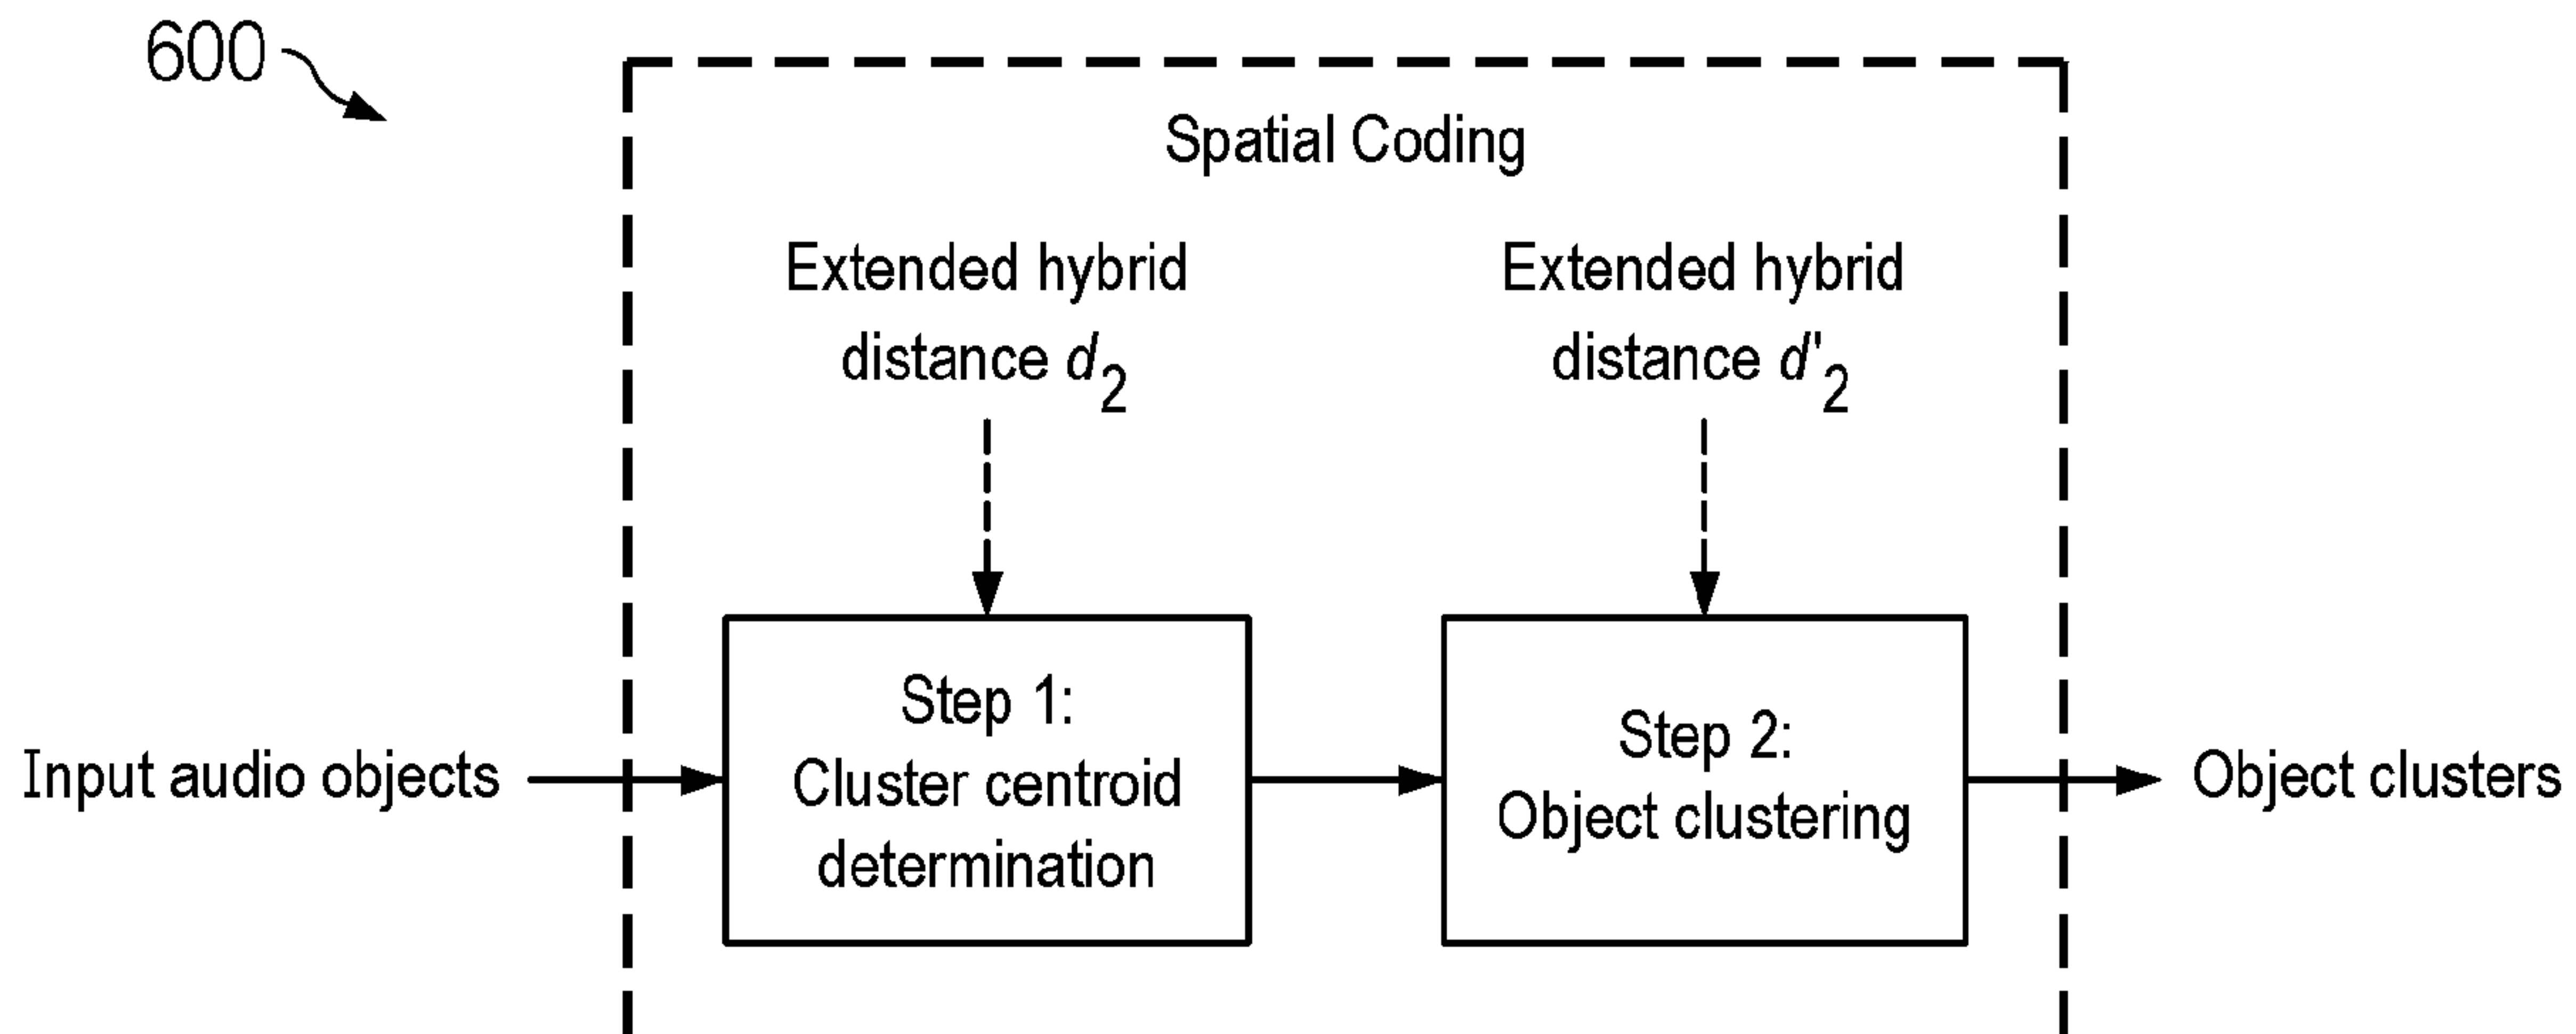 600
Spatial Coding
Extended hybrid
distance d2
Extended hybrid
distance d'2
Step 1:
Cluster centroid
determination
Step 2:
Object clustering
Input audio objects
Object clusters